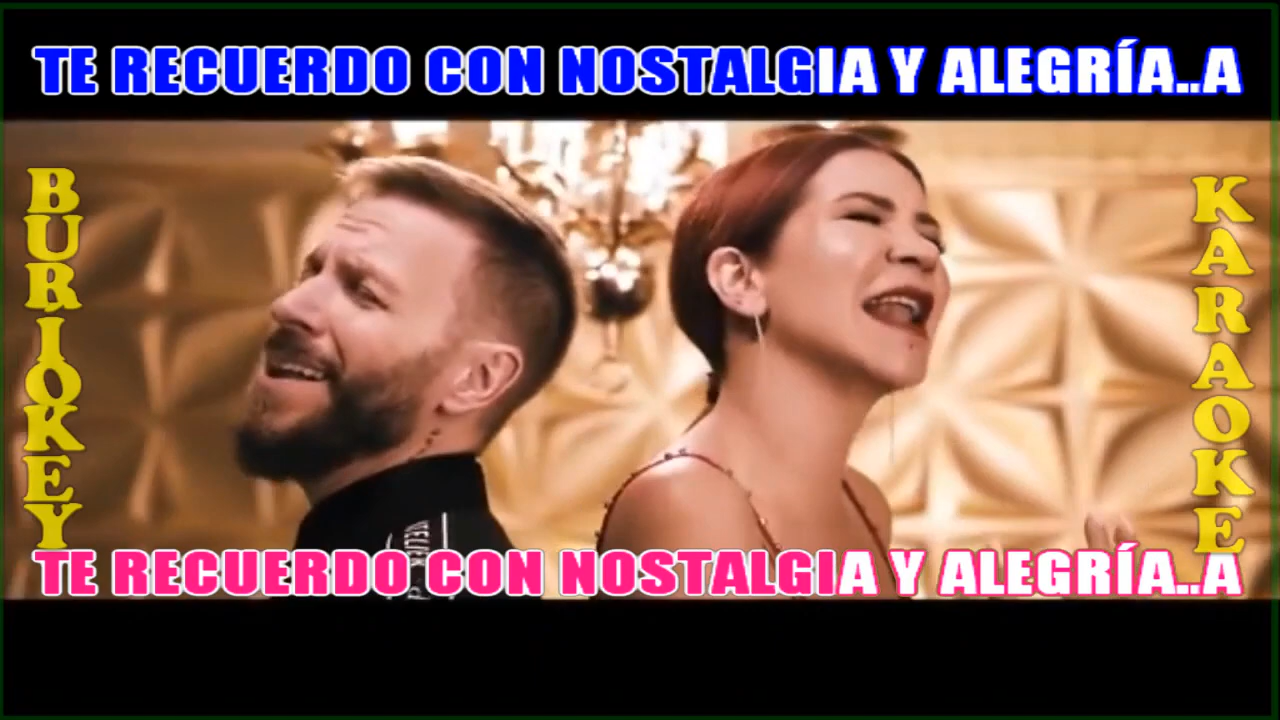 TE RECUERDO CON NOSTALGIA Y ALEGRÍA..A
BURIOKEY
KARAOKE
TE RECUERDO CON NOSTALGIA Y ALEGRÍA..A